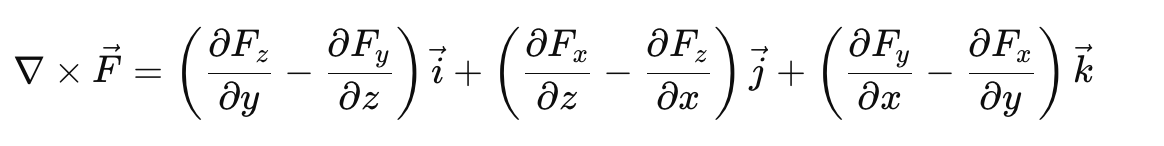 ∇ × F⃗ = (∂F_z/∂y − ∂F_y/∂z) i⃗ + (∂F_x/∂z − ∂F_z/∂x) j⃗ + (∂F_y/∂x − ∂F_x/∂y) k⃗